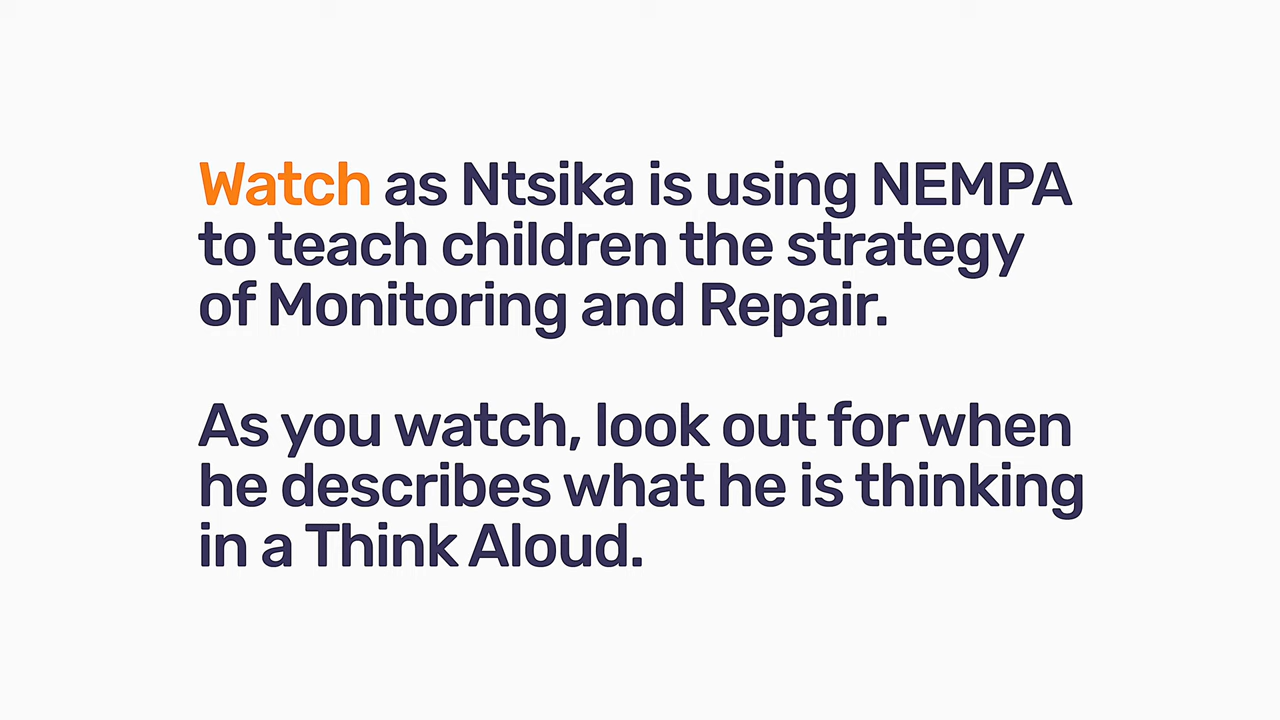 Watch as Ntsika is using NEMPA
to teach children the strategy
of Monitoring and Repair.
As you watch, look out for when
he describes what he is thinking
in a Think Aloud.